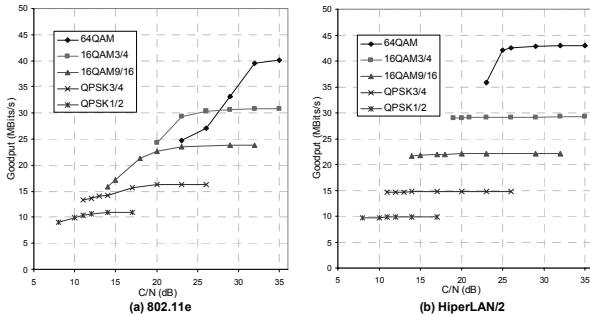 50
45
40
35
30
25
20
15
10
5
0
Goodput (MBits/s)
64QAM
16QAM3/4
16QAM9/16
QPSK3/4
QPSK1/2
5
10
15
20
25
30
35
C/N (dB)
(a) 802.11e
50
45
40
35
30
25
20
15
10
5
0
Goodput (MBits/s)
64QAM
16QAM3/4
16QAM9/16
QPSK3/4
QPSK1/2
5
10
15
20
25
30
35
C/N (dB)
(b) HiperLAN/2